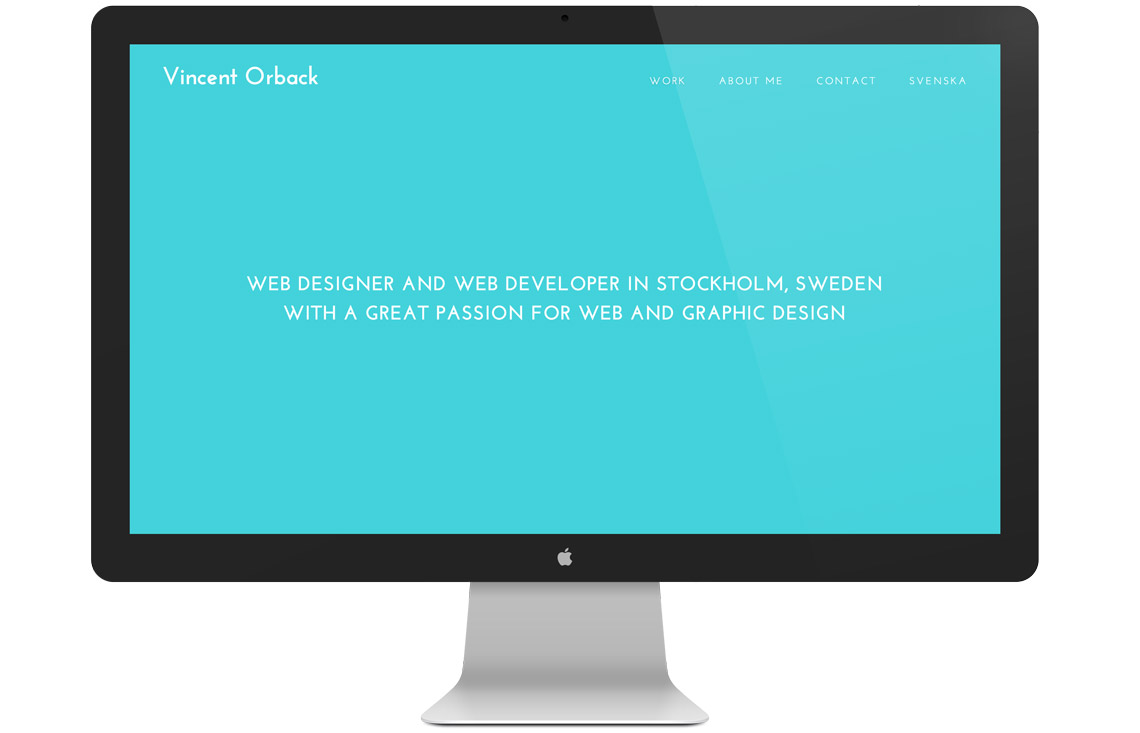 Vincent Orback
WORK ABOUT ME CONTACT SVENSKA
WEB DESIGNER AND WEB DEVELOPER IN STOCKHOLM, SWEDEN
WITH A GREAT PASSION FOR WEB AND GRAPHIC DESIGN